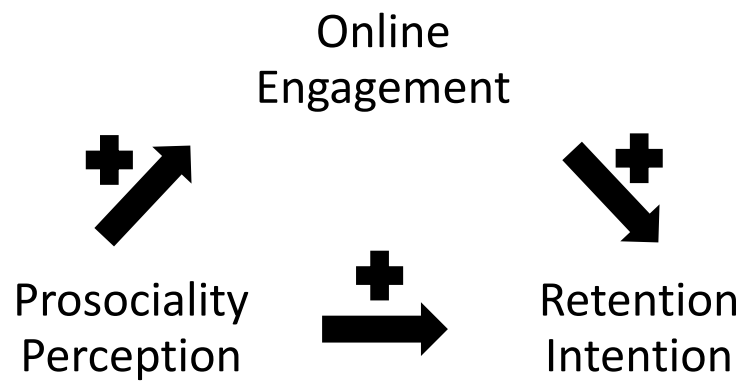 Online
Engagement
+
+
+
Prosociality
Perception
Retention
Intention